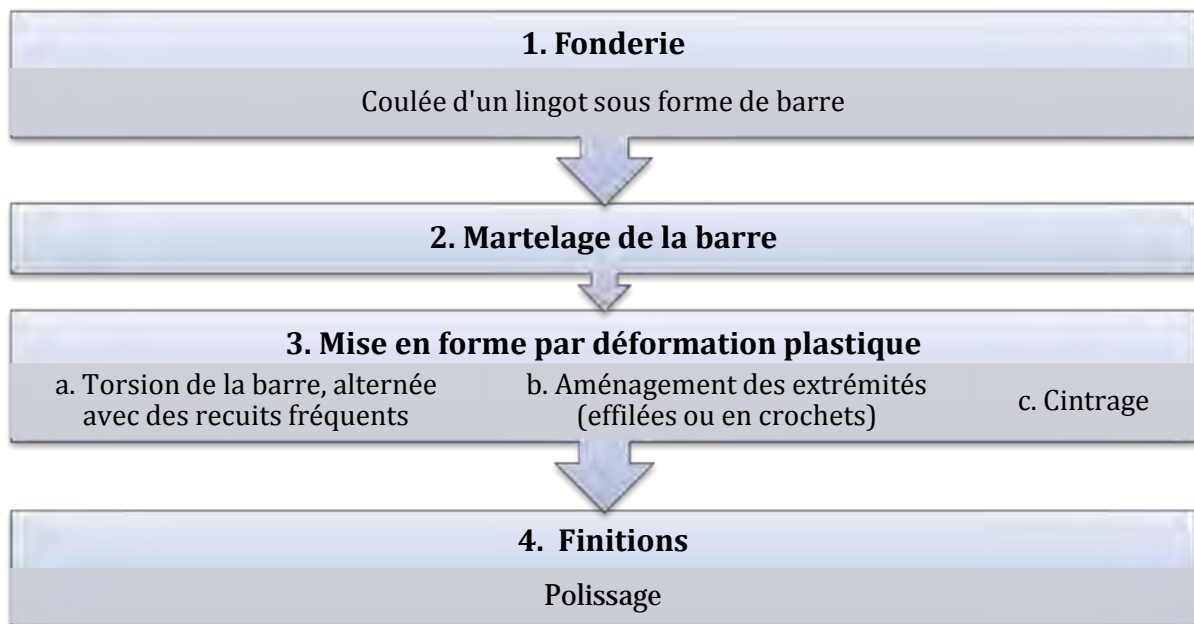 1. Fonderie
Coulée d'un lingot sous forme de barre
2. Martelage de la barre
3. Mise en forme par déformation plastique
a. Torsion de la barre, alternée
avec des recuits fréquents
b. Aménagement des extrémités
(effilées ou en crochets)
c. Cintrage
4. Finitions
Polissage